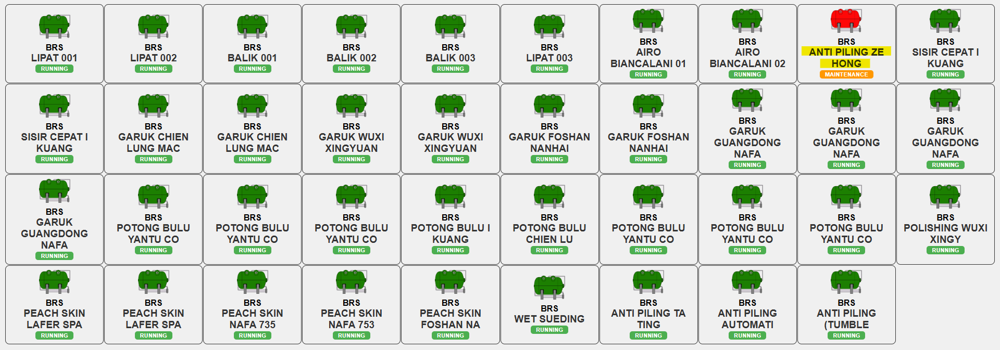 BRS
LIPAT 001
RUNNING
BRS
LIPAT 002
RUNNING
BRS
BALIK 001
RUNNING
BRS
BALIK 002
RUNNING
BRS
BALIK 003
RUNNING
BRS
LIPAT 003
RUNNING
BRS
AIRO
BIANCALANI 01
RUNNING
BRS
AIRO
BIANCALANI 02
RUNNING
BRS
ANTI PILING ZE
HONG
MAINTENANCE
BRS
SISIR CEPAT I
KUANG
RUNNING
BRS
SISIR CEPAT I
KUANG
RUNNING
BRS
GARUK CHIEN
LUNG MAC
RUNNING
BRS
GARUK CHIEN
LUNG MAC
RUNNING
BRS
GARUK WUXI
XINGYUAN
RUNNING
BRS
GARUK WUXI
XINGYUAN
RUNNING
BRS
GARUK FOSHAN
NANHAI
RUNNING
BRS
GARUK FOSHAN
NANHAI
RUNNING
BRS
GARUK
GUANGDONG
NAFA
RUNNING
BRS
GARUK
GUANGDONG
NAFA
RUNNING
BRS
GARUK
GUANGDONG
NAFA
RUNNING
BRS
GARUK
GUANGDONG
NAFA
RUNNING
BRS
POTONG BULU
YANTU CO
RUNNING
BRS
POTONG BULU
YANTU CO
RUNNING
BRS
POTONG BULU
YANTU CO
RUNNING
BRS
POTONG BULU I
KUANG
RUNNING
BRS
POTONG BULU
CHIEN LU
RUNNING
BRS
POTONG BULU
YANTU CO
RUNNING
BRS
POTONG BULU
YANTU CO
RUNNING
BRS
POTONG BULU
YANTU CO
RUNNING
BRS
POLISHING WUXI
XINGY
RUNNING
BRS
PEACH SKIN
LAFER SPA
RUNNING
BRS
PEACH SKIN
LAFER SPA
RUNNING
BRS
PEACH SKIN
NAFA 735
RUNNING
BRS
PEACH SKIN
NAFA 753
RUNNING
BRS
PEACH SKIN
FOSHAN NA
RUNNING
BRS
WET SUEDING
RUNNING
BRS
ANTI PILING TA
TING
RUNNING
BRS
ANTI PILING
AUTOMATI
RUNNING
BRS
ANTI PILING
(TUMBLE
RUNNING